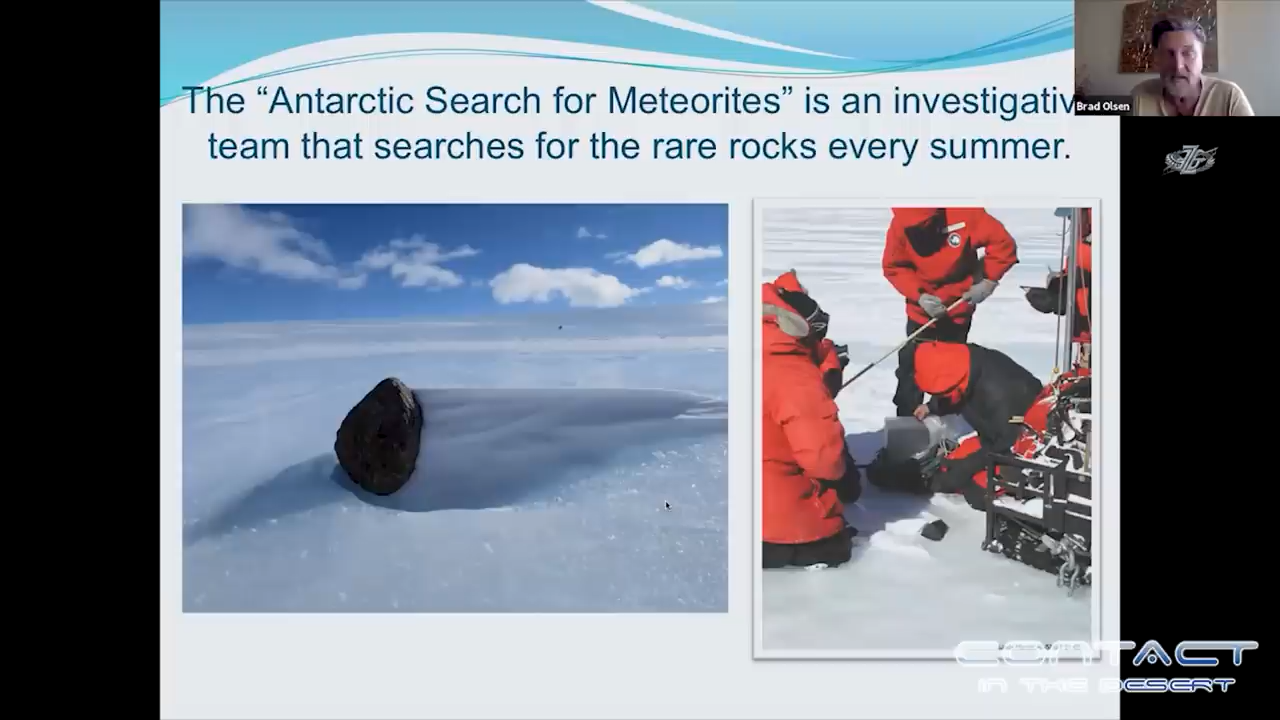 The “Antarctic Search for Meteorites” is an investigativ
team that searches for the rare rocks every summer.
Brad Olsen
CONTACT
IN THE DESERT